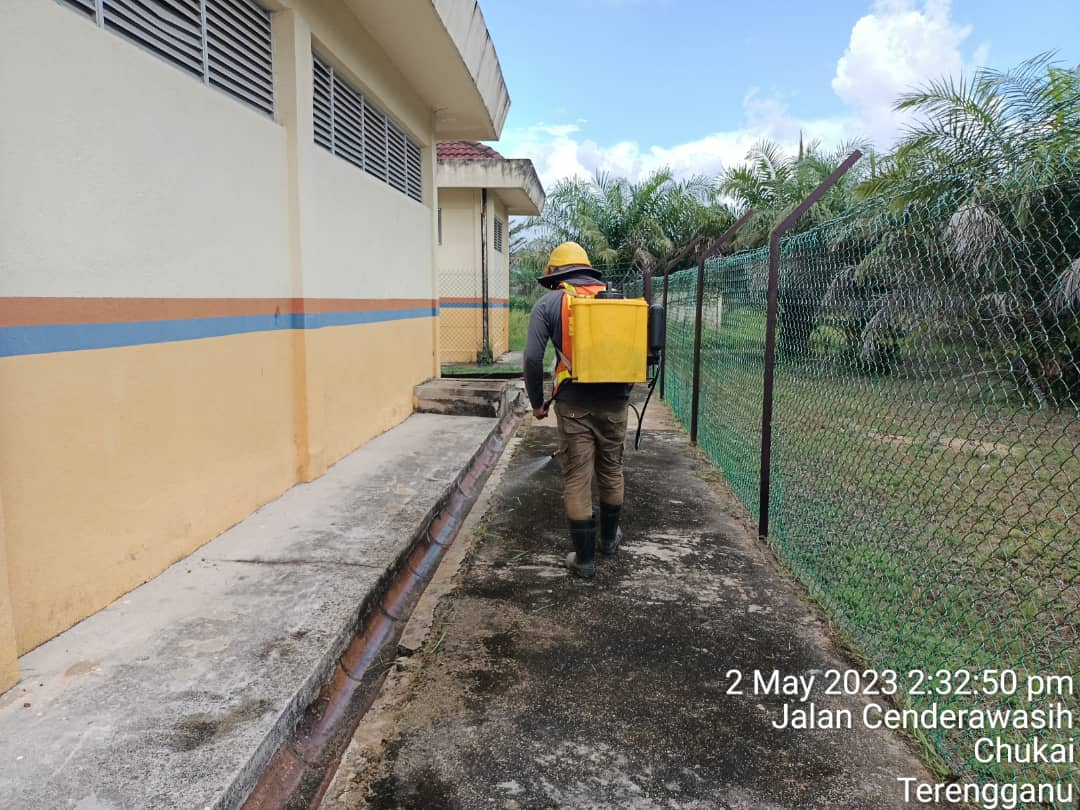 2 May 2023 2:32:50 pm
Jalan Cenderawasih
Chukai
Terengganu